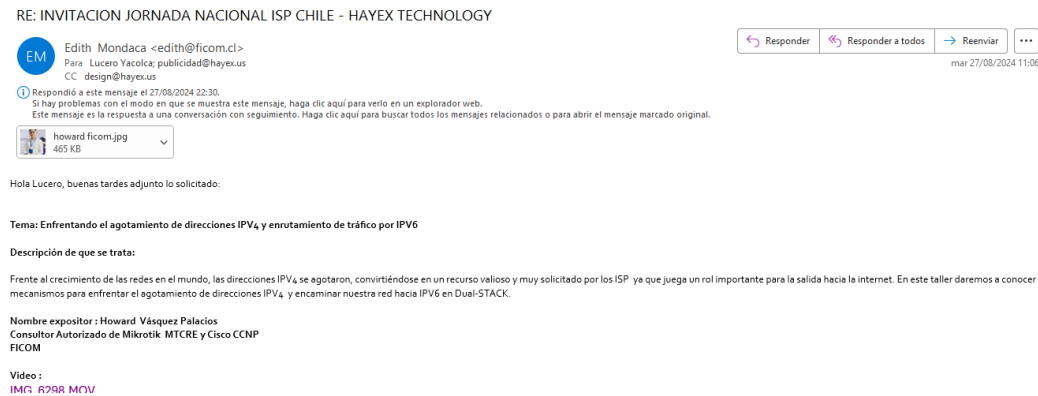 RE: INVITACION JORNADA NACIONAL ISP CHILE - HAYEX TECHNOLOGY
EM
Edith Mondaca <edith@ficom.cl>
Para Lucero Yacolca; publicidad@hayex.us
CC design@hayex.us
Responder
Responder a todos
Reenviar
mar 27/08/2024 11:06
Respondió a este mensaje el 27/08/2024 22:30.
Si hay problemas con el modo en que se muestra este mensaje, haga clic aquí para verlo en un explorador web.
Este mensaje es la respuesta a una conversación con seguimiento. Haga clic aquí para buscar todos los mensajes relacionados o para abrir el mensaje marcado original.
howard ficom.jpg
465 KB
Hola Lucero, buenas tardes adjunto lo solicitado:
Tema: Enfrentando el agotamiento de direcciones IPV4 y enrutamiento de tráfico por IPV6
Descripción de que se trata:
Frente al crecimiento de las redes en el mundo, las direcciones IPV4 se agotaron, convirtiéndose en un recurso valioso y muy solicitado por los ISP ya que juega un rol importante para la salida hacia la internet. En este taller daremos a conocer
mecanismos para enfrentar el agotamiento de direcciones IPV4 y encaminar nuestra red hacia IPV6 en Dual-STACK.
Nombre expositor : Howard Vásquez Palacios
Consultor Autorizado de Mikrotik MTCRE y Cisco CCNP
FICOM
Video :
IMG_6298.MOV